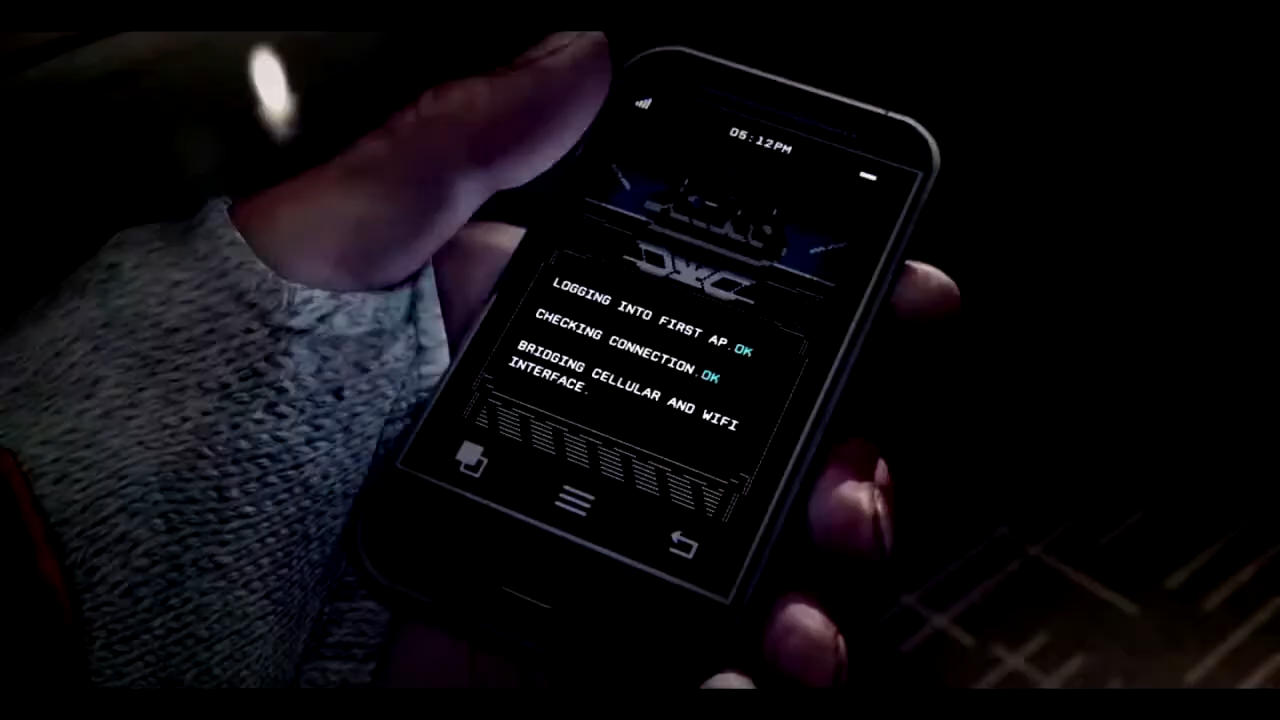 05:12PM
LOGGING INTO FIRST AP.OK
CHECKING CONNECTION.OK
BRIDGING CELLULAR AND WIFI
INTERFACE.